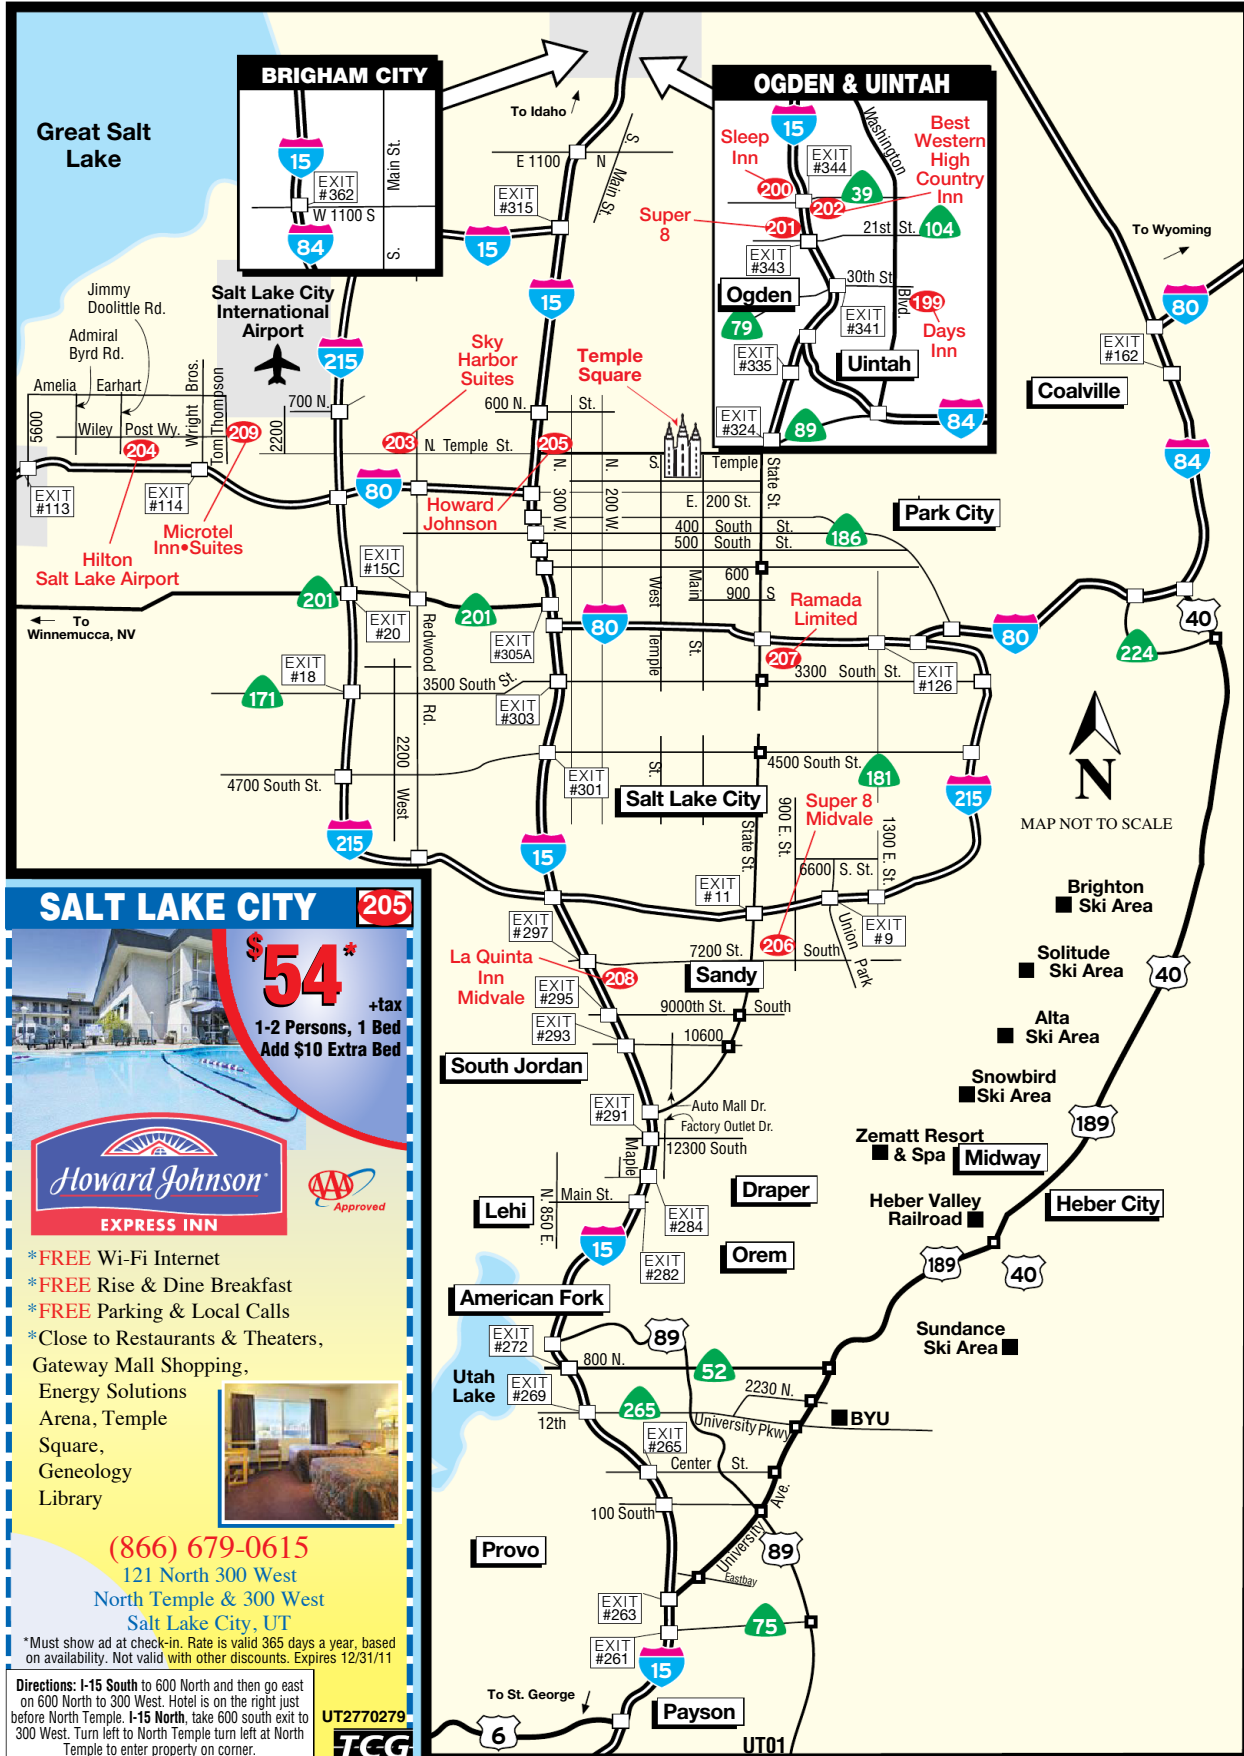 BRIGHAM CITY
15
EXIT
#362
W 1100 S
84
Main St.
S.
Great Salt
Lake
To Idaho
E 1100 N
S.
Main St.
EXIT
#315
15
15
OGDEN & UINTAH
Sleep
Inn
200
15
EXIT
#344
Washington
Best
Western
High
Country
Inn
39
202
Super
8
201
21st St.
104
EXIT
#343
30th St
Blvd.
199
Days
Inn
Ogden
79
EXIT
#341
EXIT
#335
Uintah
EXIT
#324
89
84
To Wyoming
80
EXIT
#162
Coalville
84
Jimmy
Doolittle Rd.
Admiral
Byrd Rd.
Salt Lake City
International
Airport
215
Amelia Earhart
Wiley Post Wy.
5600
Wright Bros.
Tom Thompson
204
209
2200
700 N.
Sky
Harbor
Suites
Temple
Square
600 N. St.
203
N. Temple St.
205
N.
300 W.
N.
200 W.
S. Temple
State St.
E. 200 St.
EXIT
#113
EXIT
#114
80
Howard
Johnson
Microtel
Inn•Suites
Hilton
Salt Lake Airport
400 South St.
500 South St.
186
Park City
EXIT
#15C
600
900 S
West
Temple
Main
St.
201
201
To
Winnemucca, NV
EXIT
#20
Redwood
Rd.
EXIT
#305A
80
Ramada
Limited
207
80
40
224
EXIT
#18
171
3500 South St.
EXIT
#303
3300 South St.
EXIT
#126
2200
West
4700 South St.
EXIT
#301
St.
4500 South St.
181
Salt Lake City
State St.
900 E. St.
Super 8
Midvale
1300 E. St.
215
215
15
N
MAP NOT TO SCALE
6600 S. St.
EXIT
# 11
EXIT
#9
EXIT
#297
7200 St. South
206
Union
Park
La Quinta
Inn
Midvale
208
Sandy
EXIT
#295
9000th St. South
EXIT
#293
10600
South Jordan
EXIT
#291
Auto Mall Dr.
Factory Outlet Dr.
12300 South
Maple
Brighton
Ski Area
Solitude
Ski Area
40
Alta
Ski Area
Snowbird
Ski Area
189
Zematt Resort
& Spa
Midway
Heber City
Heber Valley
Railroad
189
40
Sundance
Ski Area
Draper
Lehi
N. 850 E.
Main St.
EXIT
#284
15
EXIT
#282
Orem
American Fork
EXIT
#272
89
800 N.
52
Utah
Lake
EXIT
#269
265
2230 N.
12th
University Pkwy
BYU
EXIT
#265
Center St.
100 South
University Ave.
Provo
89
Eastbay
EXIT
#263
75
EXIT
#261
15
To St. George
Payson
6
UT01
SALT LAKE CITY 205
$54*
+tax
1-2 Persons, 1 Bed
Add $10 Extra Bed
Howard Johnson
EXPRESS INN
AAA
Approved
*FREE Wi-Fi Internet
*FREE Rise & Dine Breakfast
*FREE Parking & Local Calls
*Close to Restaurants & Theaters,
Gateway Mall Shopping,
Energy Solutions
Arena, Temple
Square,
Geneology
Library
(866) 679-0615
121 North 300 West
North Temple & 300 West
Salt Lake City, UT
*Must show ad at check-in. Rate is valid 365 days a year, based
on availability. Not valid with other discounts. Expires 12/31/11
Directions: I-15 South to 600 North and then go east
on 600 North to 300 West. Hotel is on the right just
before North Temple. I-15 North, take 600 south exit to
300 West. Turn left to North Temple turn left at North
Temple to enter property on corner.
UT2770279
TCG